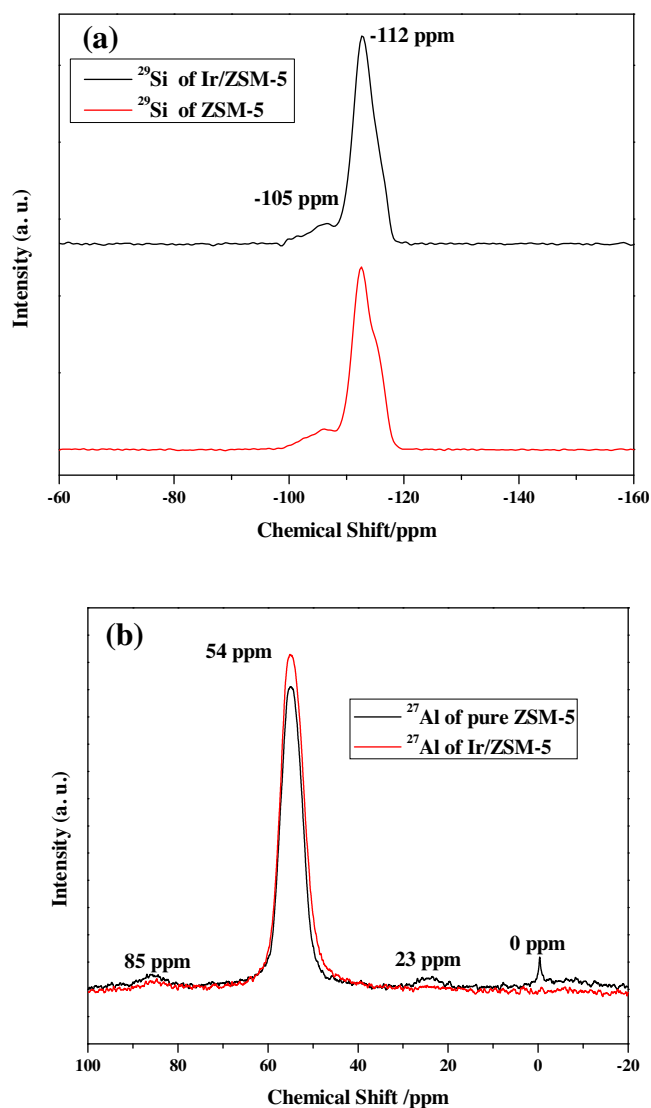 (a)
-112 ppm
²⁹Si of Ir/ZSM-5
²⁹Si of ZSM-5
-105 ppm
Intensity (a. u.)
-60 -80 -100 -120 -140 -160
Chemical Shift/ppm
(b)
54 ppm
²⁷Al of pure ZSM-5
²⁷Al of Ir/ZSM-5
Intensity (a. u.)
85 ppm
23 ppm
0 ppm
100 80 60 40 20 0 -20
Chemical Shift /ppm